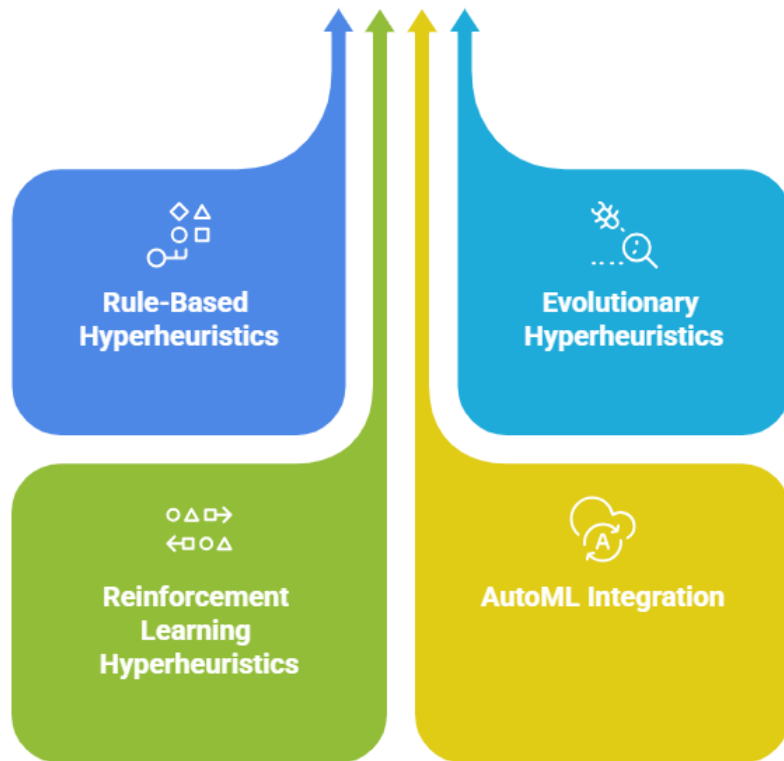 Rule-Based
Hyperheuristics
Evolutionary
Hyperheuristics
Reinforcement
Learning
Hyperheuristics
A
AutoML Integration